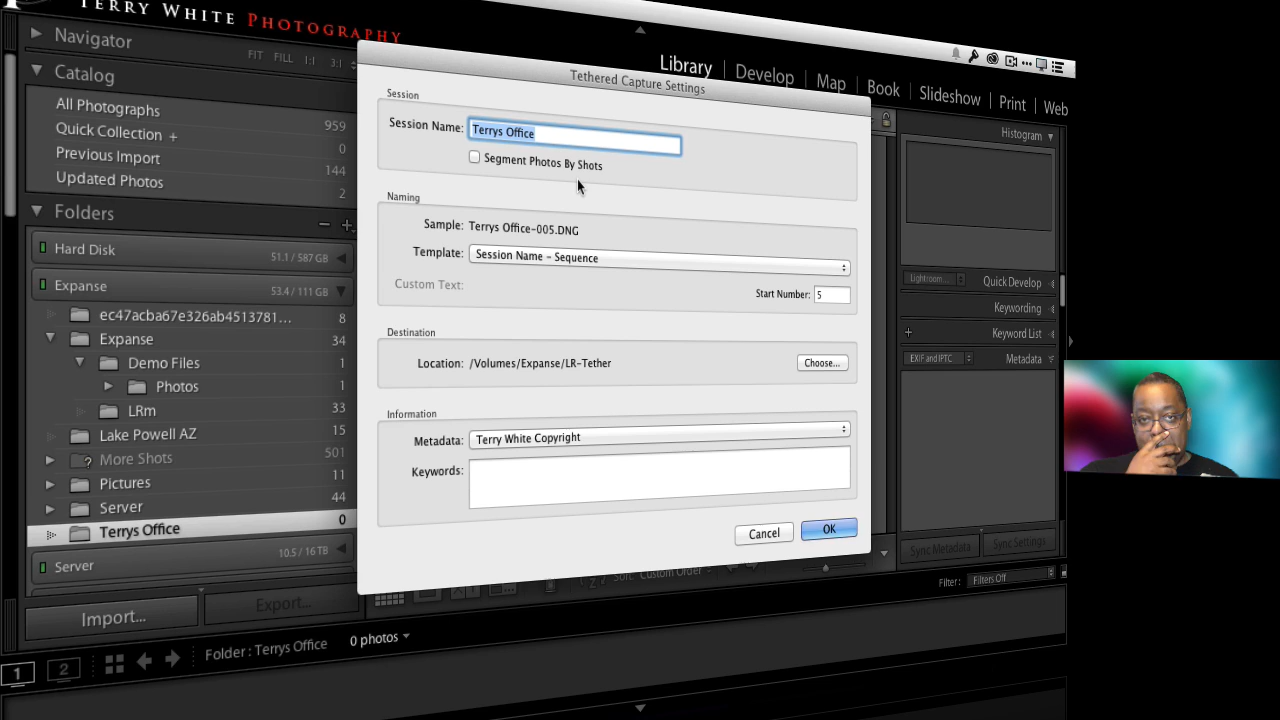 TERRY WHITE PHOTOGRAPHY
Library | Develop | Map | Book | Slideshow | Print | Web
Navigator FIT FILL 1:1 3:1
Catalog
All Photographs 959
Quick Collection + 0
Previous Import 144
Updated Photos 2
Folders
Hard Disk 51.1 / 587 GB
Expanse 53.4 / 111 GB
ec47acba67e326ab4513781... 8
Expanse 34
Demo Files 1
Photos 1
LRm 33
Lake Powell AZ 15
More Shots 501
Pictures 11
Server 44
Terrys Office 0
Server 10.5 / 16 TB
Import... Export...
1 2 Folder : Terrys Office 0 photos
Tethered Capture Settings
Session
Session Name: Terrys Office
Segment Photos By Shots
Naming
Sample: Terrys Office-005.DNG
Template: Session Name - Sequence
Custom Text: Start Number: 5
Destination
Location: /Volumes/Expanse/LR-Tether Choose...
Information
Metadata: Terry White Copyright
Keywords:
Cancel OK
Sort: Custom Order
Histogram
Lightroom... Quick Develop
Keywording
+ Keyword List
EXIF and IPTC Metadata
Sync Metadata Sync Settings
Filter : Filters Off